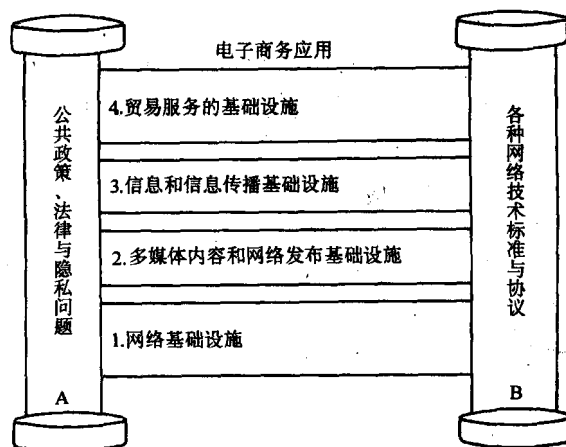 电子商务应用
公共政策、法律与隐私问题
A
4.贸易服务的基础设施
3.信息和信息传播基础设施
2.多媒体内容和网络发布基础设施
1.网络基础设施
各种网络技术标准与协议
B